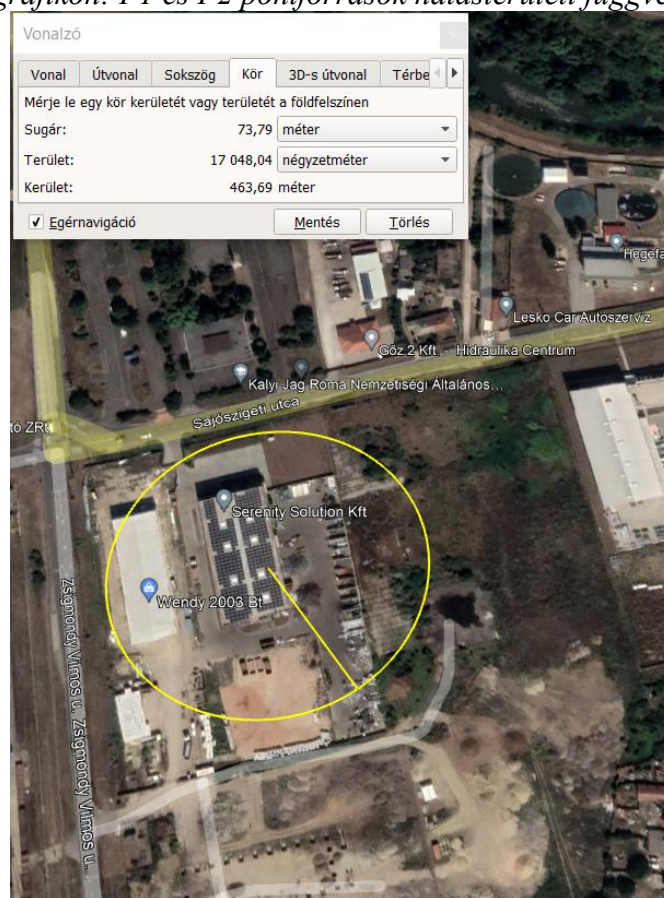 grafikon: P1 és P2 pontforrások hatásterületi függvé
Vonalzó
Vonal Útvonal Sokszög Kör 3D-s útvonal Térbe
Mérje le egy kör kerületét vagy területét a földfelszínen
Sugár: 73,79 méter
Terület: 17 048,04 négyzetméter
Kerület: 463,69 méter
Egérnavigáció Mentés Törlés
Hegefa
Lesko Car Autószerviz
Gőz 2 Kft. - Hidraulika Centrum
Kalyi Jag Roma Nemzetiségi Általános...
Sajószigeti utca
tó ZRt
Serenity Solution Kft
Wendy 2003 Bt
Zsigmondy Vilmos u.
Zsigmondy Vilmos u.